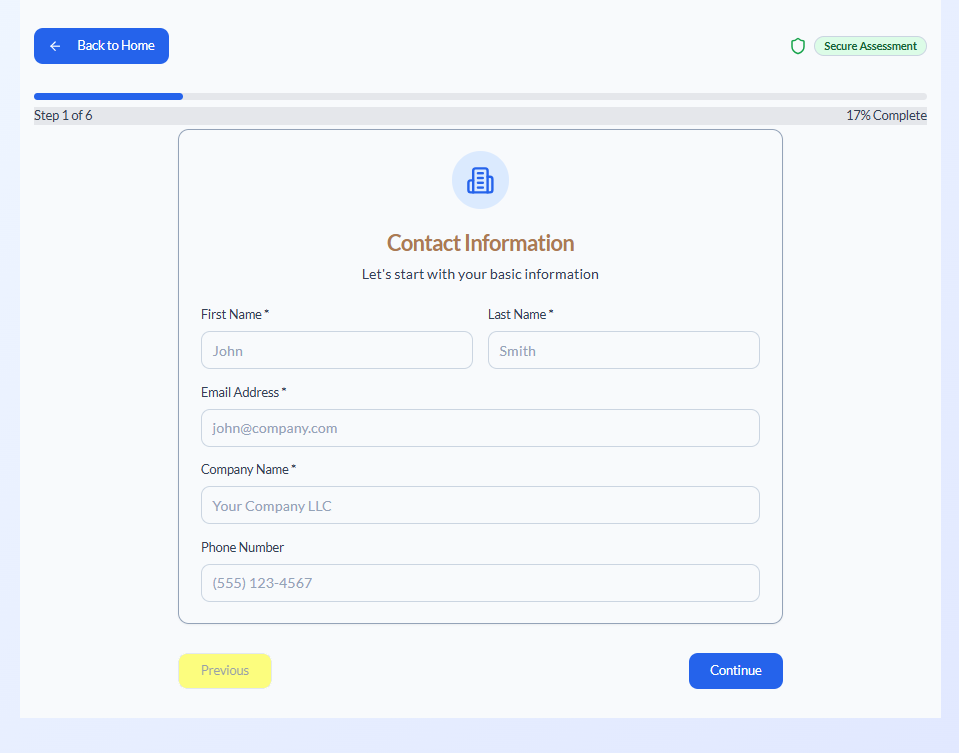 Back to Home
Secure Assessment
Step 1 of 6
17% Complete
Contact Information
Let's start with your basic information
First Name *
Last Name *
John
Smith
Email Address *
john@company.com
Company Name *
Your Company LLC
Phone Number
(555) 123-4567
Previous
Continue